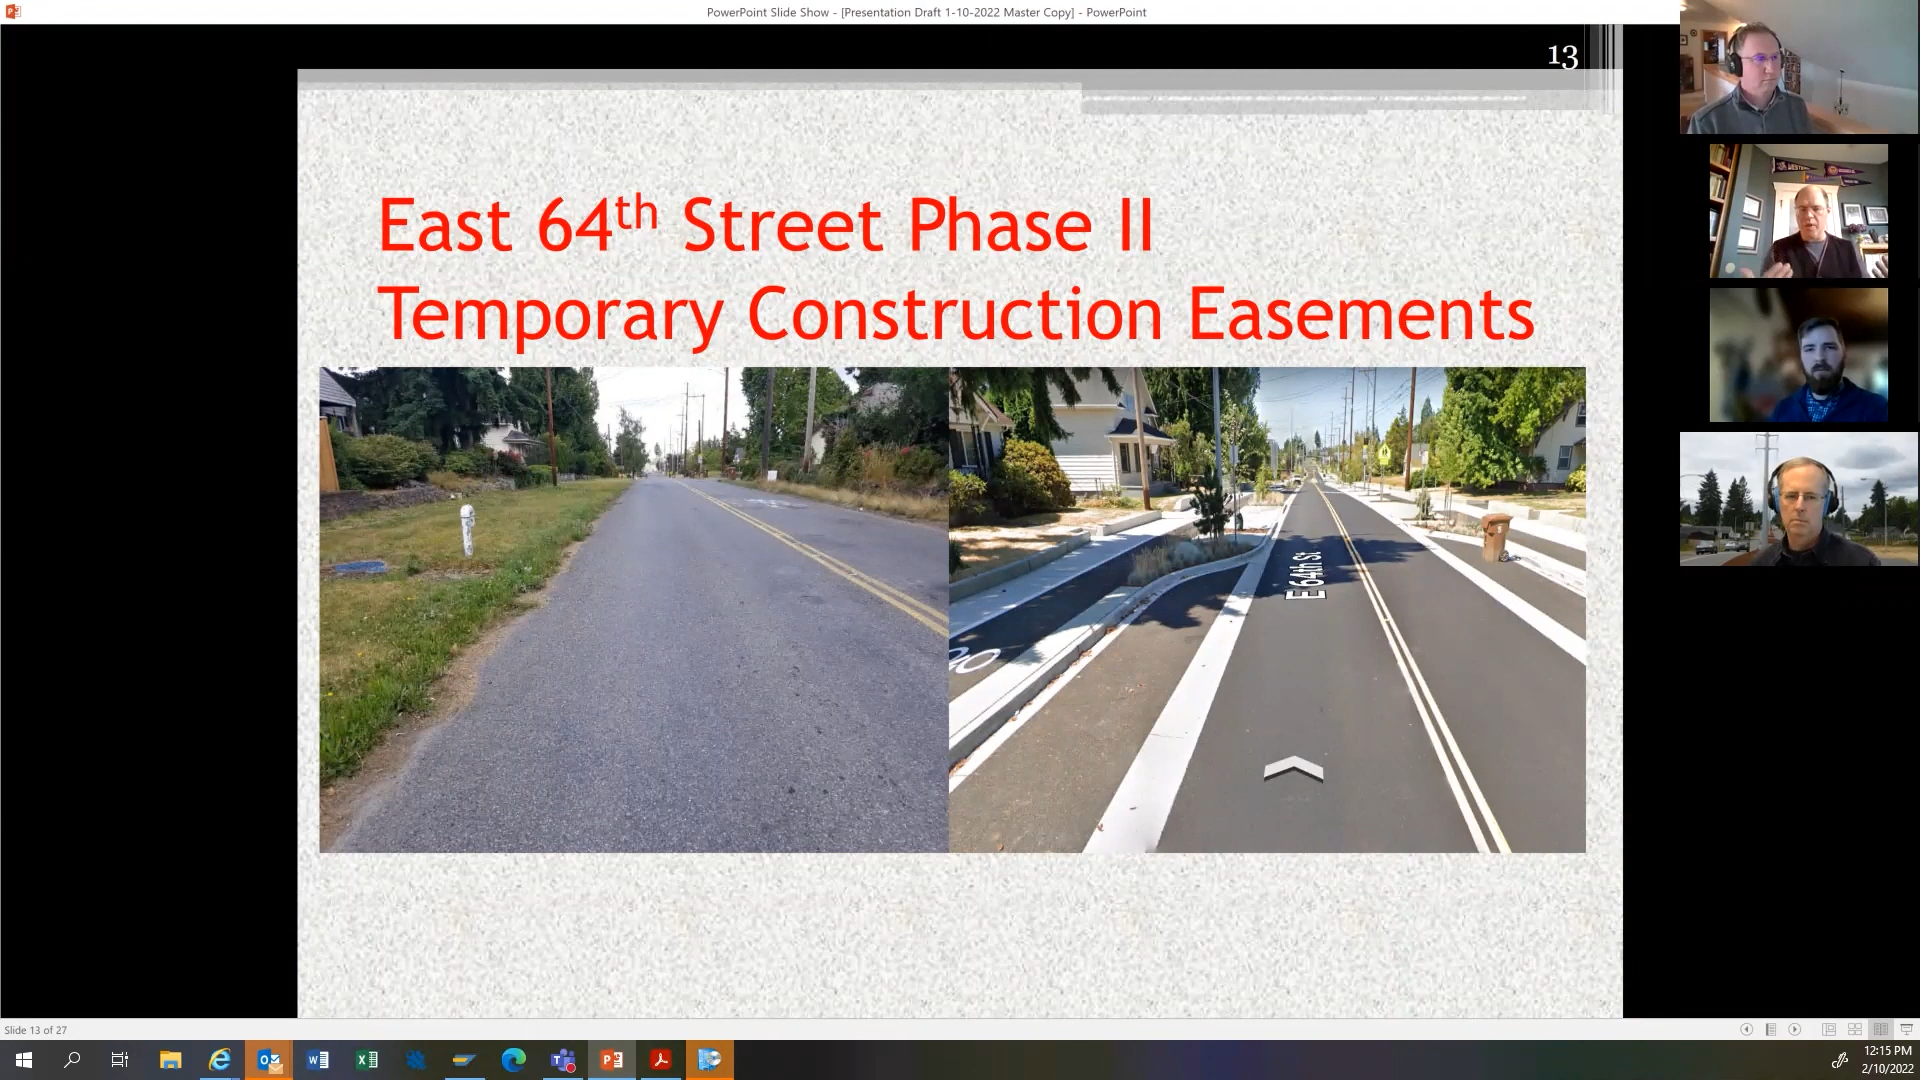 PowerPoint Slide Show - [Presentation Draft 1-10-2022 Master Copy] - PowerPoint
13
East 64th Street Phase II
Temporary Construction Easements
E 64th St
Slide 13 of 27
12:15 PM
2/10/2022